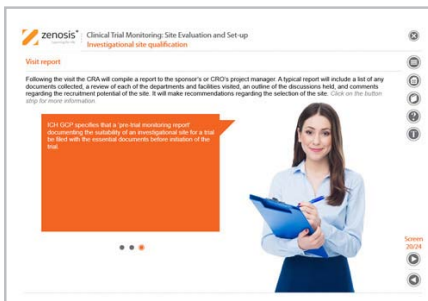 zenosis®
Clinical Trial Monitoring: Site Evaluation and Set-up
Investigational site qualification
Visit report
Following the visit the CRA will compile a report to the sponsor's or CRO's project manager. A typical report will include a list of any
documents collected, a review of each of the departments and facilities visited, an outline of the discussions held, and comments
regarding the recruitment potential of the site. It will make recommendations regarding the selection of the site. Click on the button
strip for more information.
ICH GCP specifies that a 'pre-trial monitoring report'
documenting the suitability of an investigational site for a trial
be filed with the essential documents before initiation of the
trial.
Screen
20/24